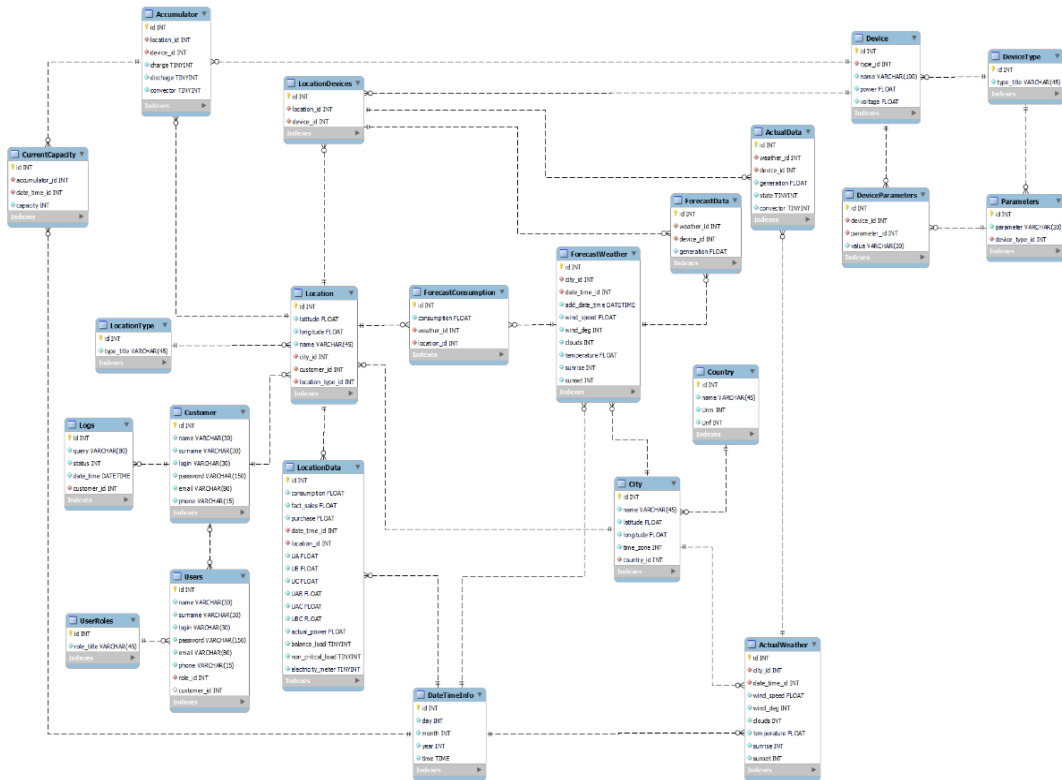 Accumulator
id INT
location_id INT
device_id INT
charge TINYINT
discharge TINYINT
convector TINYINT
Indexes
Device
id INT
type_id INT
name VARCHAR(100)
power FLOAT
voltage FLOAT
Indexes
DeviceType
id INT
type_title VARCHAR(45)
Indexes
LocationDevices
id INT
location_id INT
device_id INT
Indexes
ActualData
id INT
weather_id INT
device_id INT
generation FLOAT
state TINYINT
convector TINYINT
Indexes
CurrentCapacity
id INT
accumulator_id INT
date_time_id INT
capacity INT
Indexes
DeviceParameters
id INT
device_id INT
parameter_id INT
value VARCHAR(20)
Indexes
Parameters
id INT
parameter VARCHAR(30)
device_type_id INT
Indexes
ForecastData
id INT
weather_id INT
device_id INT
generation FLOAT
Indexes
ForecastWeather
id INT
city_id INT
date_time_id INT
add_date_time DATETIME
wind_speed FLOAT
wind_deg INT
clouds INT
temperature FLOAT
sunrise INT
sunset INT
Indexes
Location
id INT
latitude FLOAT
longitude FLOAT
name VARCHAR(45)
city_id INT
customer_id INT
location_type_id INT
Indexes
ForecastConsumption
id INT
consumption FLOAT
weather_id INT
location_id INT
Indexes
LocationType
id INT
type_title VARCHAR(45)
Indexes
Country
id INT
name VARCHAR(45)
Unm INT
Unf INT
Indexes
Logs
id INT
query VARCHAR(80)
status INT
date_time DATETIME
customer_id INT
Indexes
Customer
id INT
name VARCHAR(30)
surname VARCHAR(30)
login VARCHAR(30)
password VARCHAR(150)
email VARCHAR(80)
phone VARCHAR(15)
Indexes
LocationData
id INT
consumption FLOAT
fact_sales FLOAT
purchase FLOAT
date_time_id INT
location_id INT
UA FLOAT
UB FLOAT
UC FLOAT
UAB FLOAT
UAC FLOAT
UBC FLOAT
actual_power FLOAT
balance_load TINYINT
non_critical_load TINYINT
electricity_meter TINYINT
Indexes
City
id INT
name VARCHAR(45)
latitude FLOAT
longitude FLOAT
time_zone INT
country_id INT
Indexes
Users
id INT
name VARCHAR(30)
surname VARCHAR(30)
login VARCHAR(30)
password VARCHAR(150)
email VARCHAR(80)
phone VARCHAR(15)
role_id INT
customer_id INT
Indexes
UserRoles
id INT
role_title VARCHAR(45)
Indexes
ActualWeather
id INT
city_id INT
date_time_id INT
wind_speed FLOAT
wind_deg INT
clouds INT
temperature FLOAT
sunrise INT
sunset INT
Indexes
DateTimeInfo
id INT
day INT
month INT
year INT
time TIME
Indexes